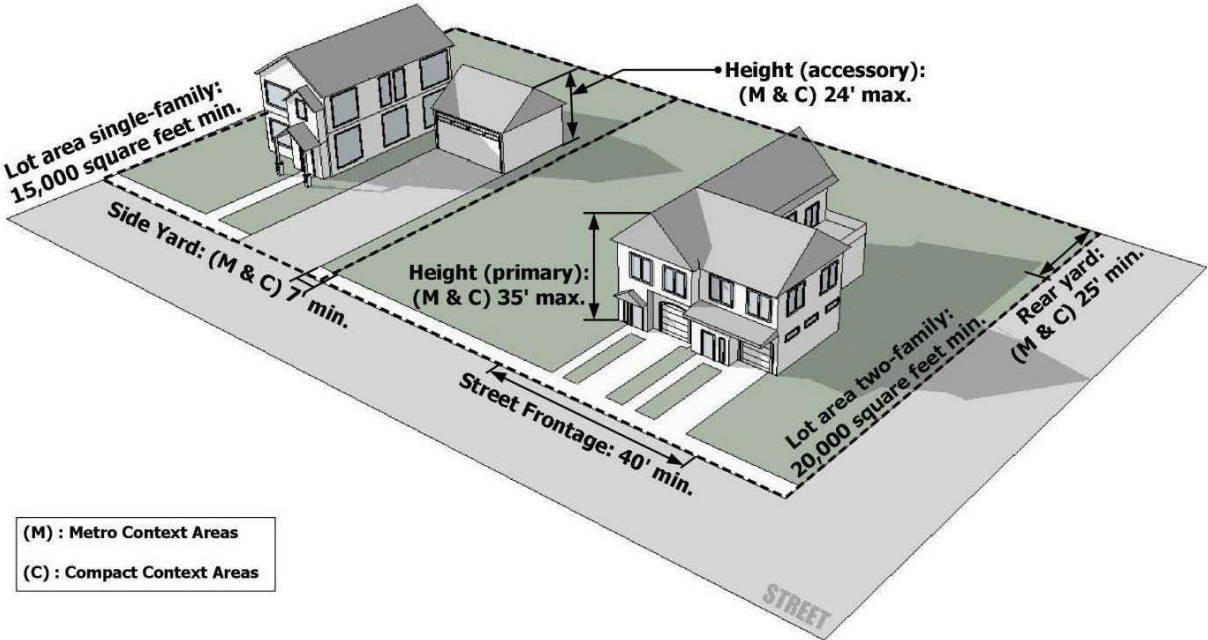 Height (accessory):
(M & C) 24' max.
Lot area single-family:
15,000 square feet min.
Side Yard: (M & C) 7' min.
Height (primary):
(M & C) 35' max.
Street Frontage: 40' min.
Rear yard:
(M & C) 25' min.
Lot area two-family:
20,000 square feet min.
(M) : Metro Context Areas
(C) : Compact Context Areas
STREET